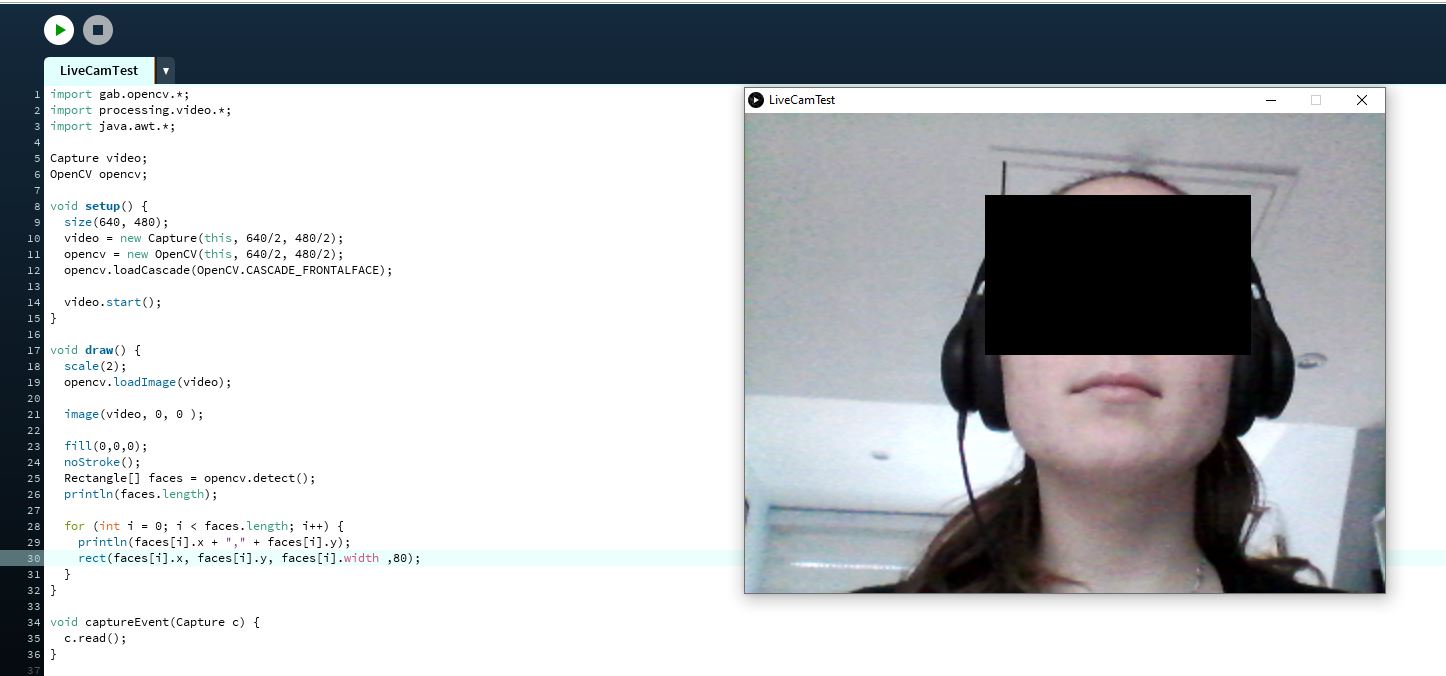 LiveCamTest ▼
1 import gab.opencv.*;
2 import processing.video.*;
3 import java.awt.*;
4
5 Capture video;
6 OpenCV opencv;
7
8 void setup() {
9   size(640, 480);
10   video = new Capture(this, 640/2, 480/2);
11   opencv = new OpenCV(this, 640/2, 480/2);
12   opencv.loadCascade(OpenCV.CASCADE_FRONTALFACE);
13
14   video.start();
15 }
16
17 void draw() {
18   scale(2);
19   opencv.loadImage(video);
20
21   image(video, 0, 0 );
22
23   fill(0,0,0);
24   noStroke();
25   Rectangle[] faces = opencv.detect();
26   println(faces.length);
27
28   for (int i = 0; i < faces.length; i++) {
29     println(faces[i].x + "," + faces[i].y);
30     rect(faces[i].x, faces[i].y, faces[i].width ,80);
31   }
32 }
33
34 void captureEvent(Capture c) {
35   c.read();
36 }
37
LiveCamTest